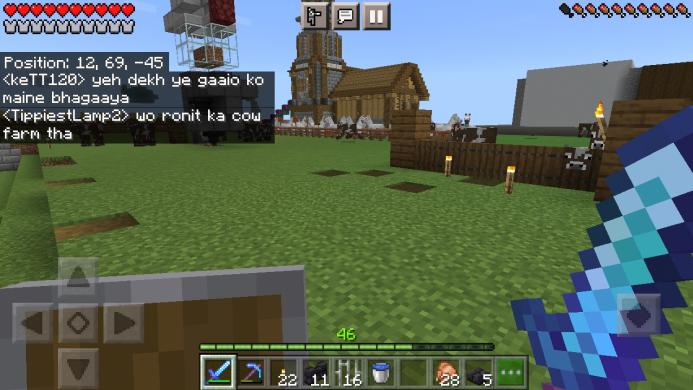 Position: 12, 69, -45
<keTT120> yeh dekh ye gaaio ko
maine bhagaaya
<TippiestLamp2> wo ronit ka cow
farm tha
46
22 11 16 28 5